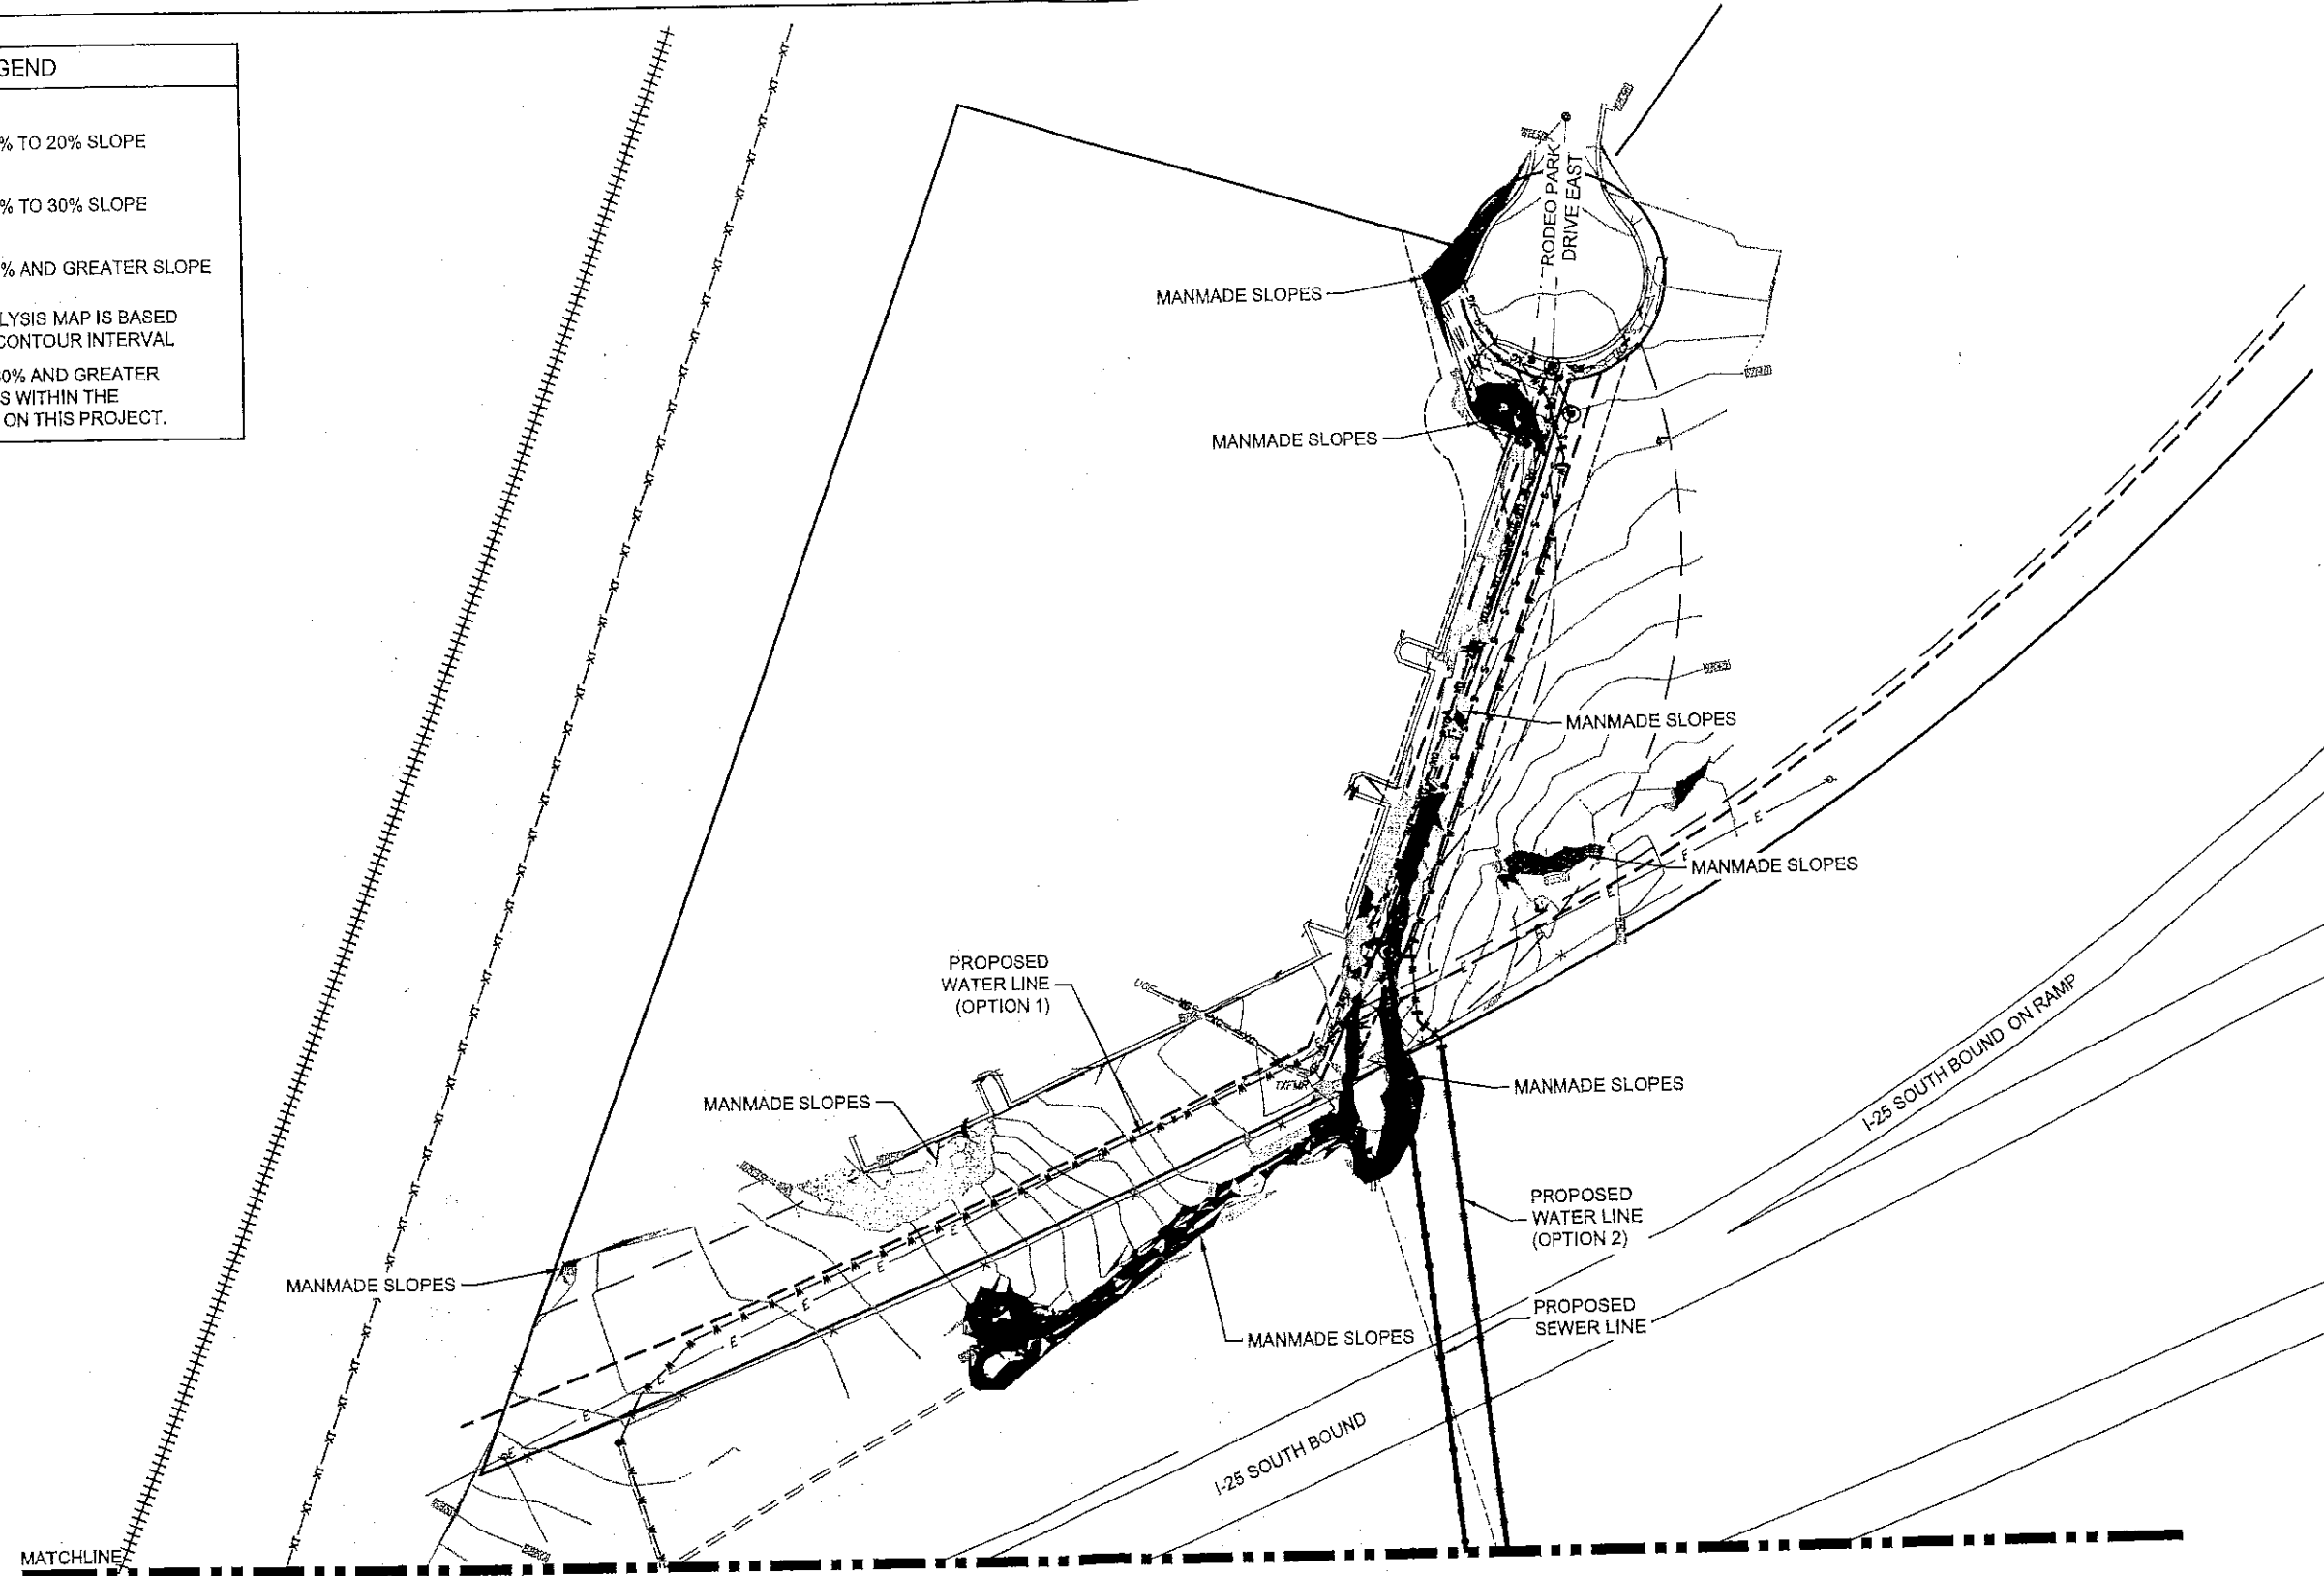 GEND
% TO 20% SLOPE
% TO 30% SLOPE
% AND GREATER SLOPE
LYSIS MAP IS BASED
CONTOUR INTERVAL
0% AND GREATER
S WITHIN THE
ON THIS PROJECT.
RODEO PARK
DRIVE EAST
MANMADE SLOPES
MANMADE SLOPES
MANMADE SLOPES
MANMADE SLOPES
PROPOSED
WATER LINE
(OPTION 1)
I-25 SOUTH BOUND ON RAMP
TXFMR
MANMADE SLOPES
MANMADE SLOPES
PROPOSED
WATER LINE
(OPTION 2)
MANMADE SLOPES
PROPOSED
SEWER LINE
MANMADE SLOPES
I-25 SOUTH BOUND
MATCHLINE